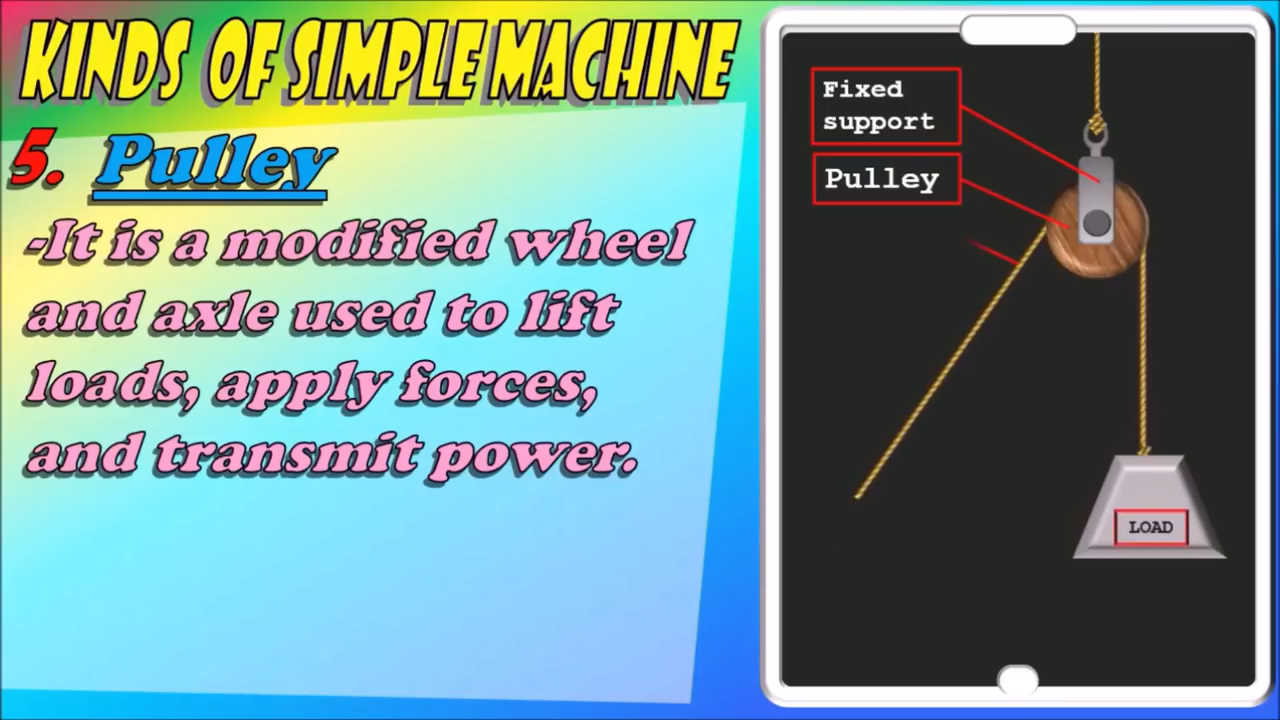 KINDS OF SIMPLE MACHINE
5. Pulley
-It is a modified wheel
and axle used to lift
loads, apply forces,
and transmit power.
Fixed
support
Pulley
LOAD